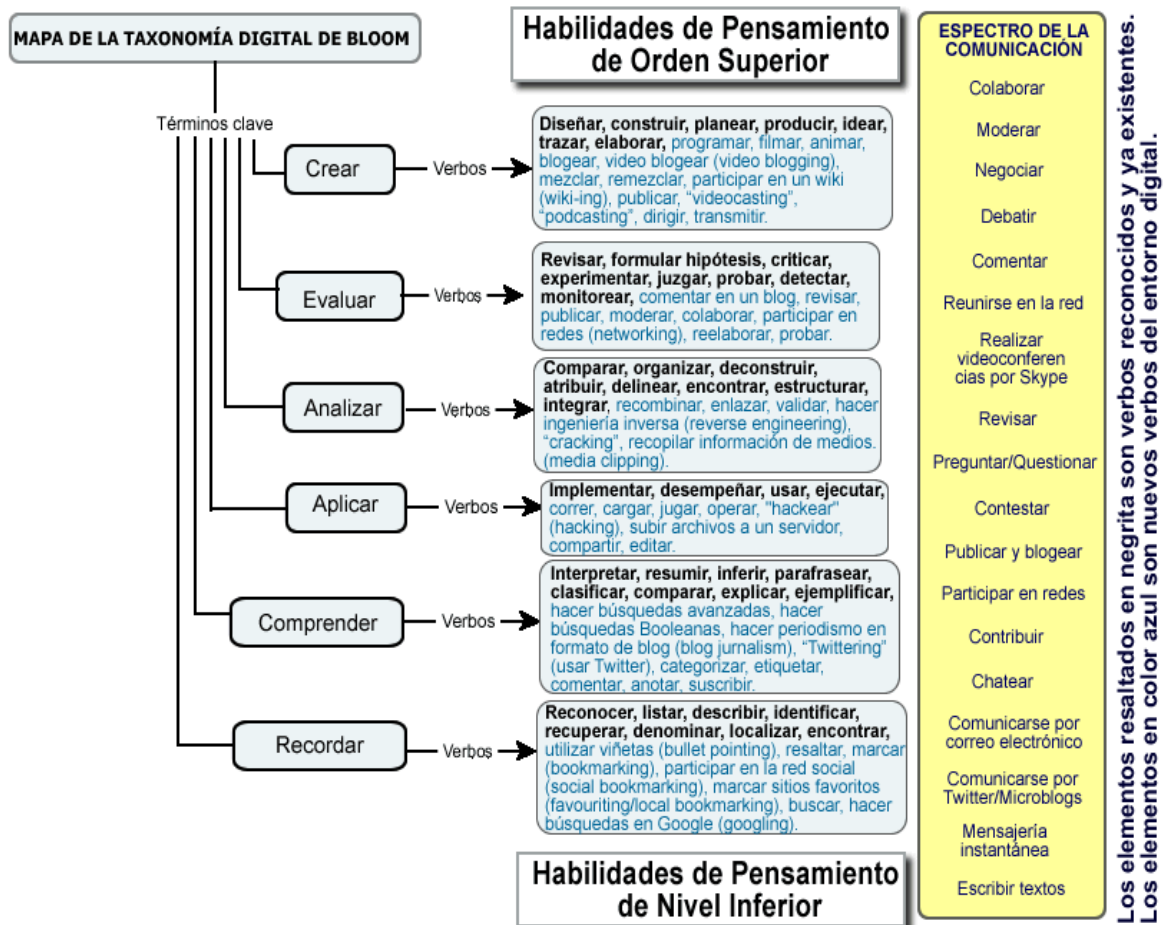 MAPA DE LA TAXONOMÍA DIGITAL DE BLOOM
Términos clave
Habilidades de Pensamiento
de Orden Superior
Crear
Verbos
Diseñar, construir, planear, producir, idear,
trazar, elaborar, programar, filmar, animar,
blogear, video blogear (video blogging),
mezclar, remezclar, participar en un wiki
(wiki-ing), publicar, “videocasting”,
“podcasting”, dirigir, transmitir.
Evaluar
Verbos
Revisar, formular hipótesis, criticar,
experimentar, juzgar, probar, detectar,
monitorear, comentar en un blog, revisar,
publicar, moderar, colaborar, participar en
redes (networking), reelaborar, probar.
Analizar
Verbos
Comparar, organizar, deconstruir,
atribuir, delinear, encontrar, estructurar,
integrar, recombinar, enlazar, validar, hacer
ingeniería inversa (reverse engineering),
“cracking”, recopilar información de medios.
(media clipping).
Aplicar
Verbos
Implementar, desempeñar, usar, ejecutar,
correr, cargar, jugar, operar, "hackear"
(hacking), subir archivos a un servidor,
compartir, editar.
Comprender
Verbos
Interpretar, resumir, inferir, parafrasear,
clasificar, comparar, explicar, ejemplificar,
hacer búsquedas avanzadas, hacer
búsquedas Booleanas, hacer periodismo en
formato de blog (blog jurnalism), “Twittering”
(usar Twitter), categorizar, etiquetar,
comentar, anotar, suscribir.
Recordar
Verbos
Reconocer, listar, describir, identificar,
recuperar, denominar, localizar, encontrar,
utilizar viñetas (bullet pointing), resaltar, marcar
(bookmarking), participar en la red social
(social bookmarking), marcar sitios favoritos
(favouriting/local bookmarking), buscar, hacer
búsquedas en Google (googling).
Habilidades de Pensamiento
de Nivel Inferior
ESPECTRO DE LA
COMUNICACIÓN
Colaborar
Moderar
Negociar
Debatir
Comentar
Reunirse en la red
Realizar
videoconferen
cias por Skype
Revisar
Preguntar/Questionar
Contestar
Publicar y blogear
Participar en redes
Contribuir
Chatear
Comunicarse por
correo electrónico
Comunicarse por
Twitter/Microblogs
Mensajería
instantánea
Escribir textos
Los elementos resaltados en negrita son verbos reconocidos y ya existentes.
Los elementos en color azul son nuevos verbos del entorno digital.